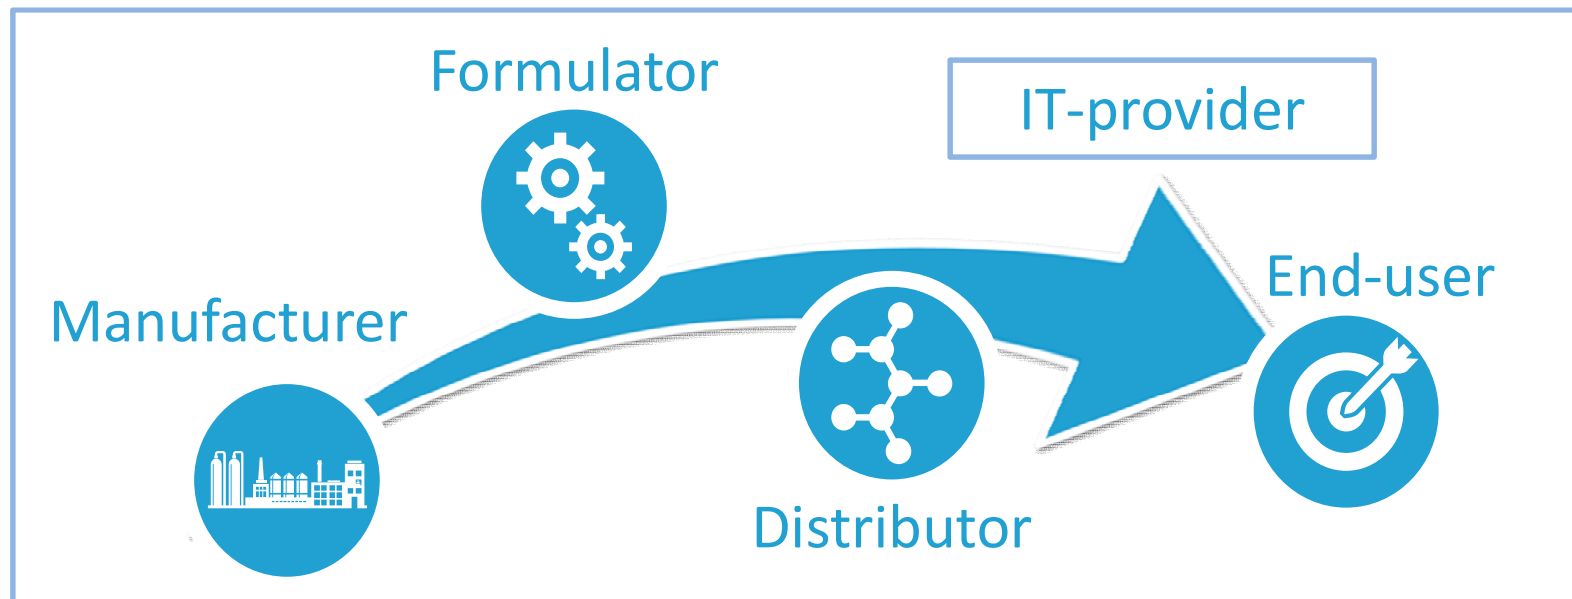 Formulator
IT-provider
End-user
Manufacturer
Distributor